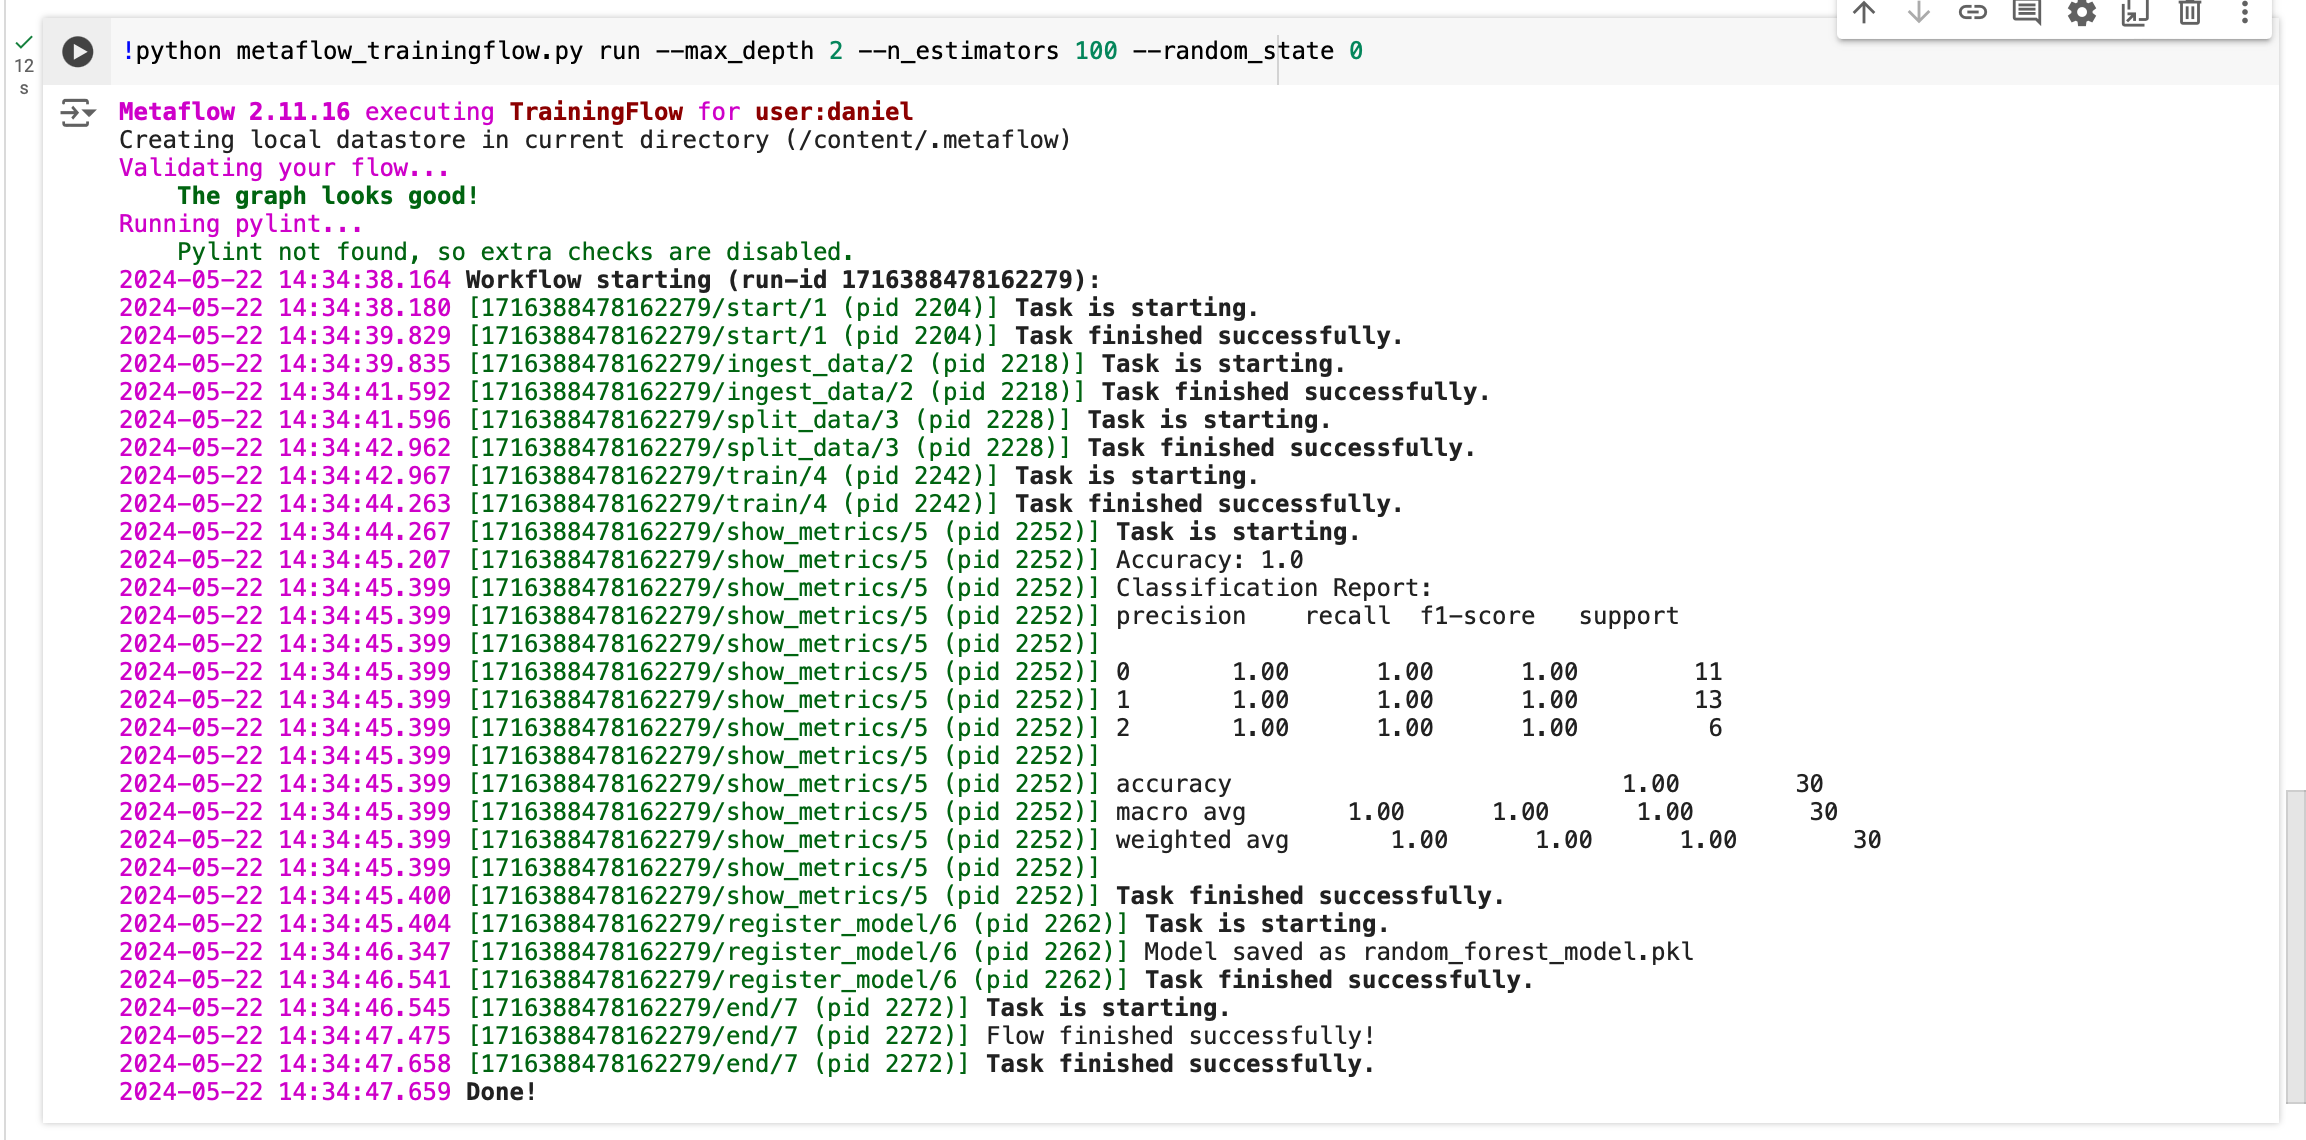 !python metaflow_trainingflow.py run --max_depth 2 --n_estimators 100 --random_state 0
12
s
Metaflow 2.11.16 executing TrainingFlow for user:daniel
Creating local datastore in current directory (/content/.metaflow)
Validating your flow...
    The graph looks good!
Running pylint...
    Pylint not found, so extra checks are disabled.
2024-05-22 14:34:38.164 Workflow starting (run-id 1716388478162279):
2024-05-22 14:34:38.180 [1716388478162279/start/1 (pid 2204)] Task is starting.
2024-05-22 14:34:39.829 [1716388478162279/start/1 (pid 2204)] Task finished successfully.
2024-05-22 14:34:39.835 [1716388478162279/ingest_data/2 (pid 2218)] Task is starting.
2024-05-22 14:34:41.592 [1716388478162279/ingest_data/2 (pid 2218)] Task finished successfully.
2024-05-22 14:34:41.596 [1716388478162279/split_data/3 (pid 2228)] Task is starting.
2024-05-22 14:34:42.962 [1716388478162279/split_data/3 (pid 2228)] Task finished successfully.
2024-05-22 14:34:42.967 [1716388478162279/train/4 (pid 2242)] Task is starting.
2024-05-22 14:34:44.263 [1716388478162279/train/4 (pid 2242)] Task finished successfully.
2024-05-22 14:34:44.267 [1716388478162279/show_metrics/5 (pid 2252)] Task is starting.
2024-05-22 14:34:45.207 [1716388478162279/show_metrics/5 (pid 2252)] Accuracy: 1.0
2024-05-22 14:34:45.399 [1716388478162279/show_metrics/5 (pid 2252)] Classification Report:
2024-05-22 14:34:45.399 [1716388478162279/show_metrics/5 (pid 2252)] precision    recall  f1-score   support
2024-05-22 14:34:45.399 [1716388478162279/show_metrics/5 (pid 2252)]
2024-05-22 14:34:45.399 [1716388478162279/show_metrics/5 (pid 2252)] 0       1.00      1.00      1.00        11
2024-05-22 14:34:45.399 [1716388478162279/show_metrics/5 (pid 2252)] 1       1.00      1.00      1.00        13
2024-05-22 14:34:45.399 [1716388478162279/show_metrics/5 (pid 2252)] 2       1.00      1.00      1.00         6
2024-05-22 14:34:45.399 [1716388478162279/show_metrics/5 (pid 2252)]
2024-05-22 14:34:45.399 [1716388478162279/show_metrics/5 (pid 2252)] accuracy                           1.00        30
2024-05-22 14:34:45.399 [1716388478162279/show_metrics/5 (pid 2252)] macro avg       1.00      1.00      1.00        30
2024-05-22 14:34:45.399 [1716388478162279/show_metrics/5 (pid 2252)] weighted avg       1.00      1.00      1.00        30
2024-05-22 14:34:45.399 [1716388478162279/show_metrics/5 (pid 2252)]
2024-05-22 14:34:45.400 [1716388478162279/show_metrics/5 (pid 2252)] Task finished successfully.
2024-05-22 14:34:45.404 [1716388478162279/register_model/6 (pid 2262)] Task is starting.
2024-05-22 14:34:46.347 [1716388478162279/register_model/6 (pid 2262)] Model saved as random_forest_model.pkl
2024-05-22 14:34:46.541 [1716388478162279/register_model/6 (pid 2262)] Task finished successfully.
2024-05-22 14:34:46.545 [1716388478162279/end/7 (pid 2272)] Task is starting.
2024-05-22 14:34:47.475 [1716388478162279/end/7 (pid 2272)] Flow finished successfully!
2024-05-22 14:34:47.658 [1716388478162279/end/7 (pid 2272)] Task finished successfully.
2024-05-22 14:34:47.659 Done!